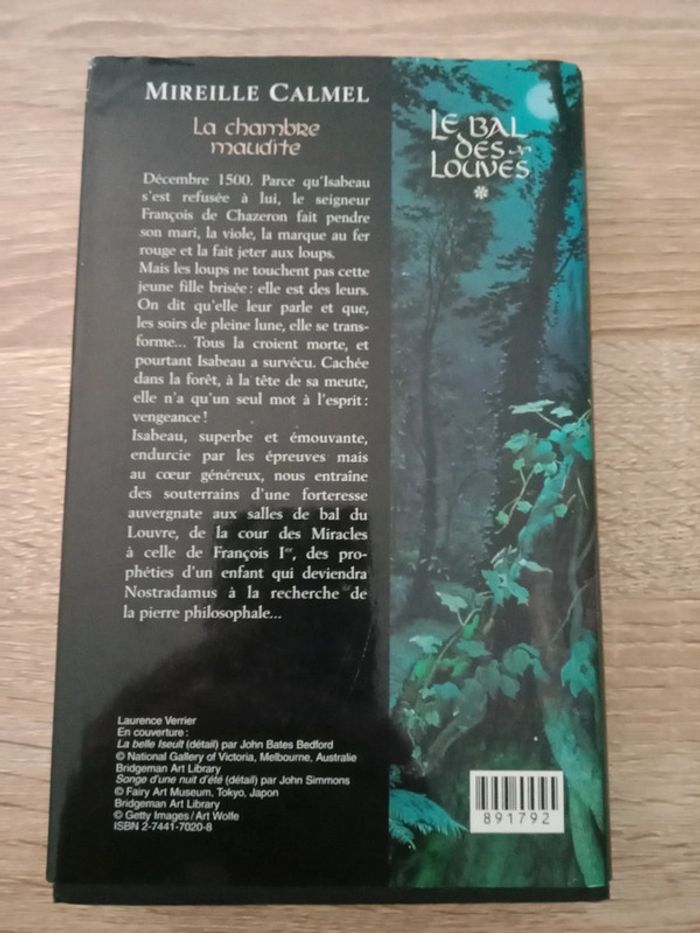 MIREILLE CALMEL
La chambre
maudite
Décembre 1500. Parce qu'Isabeau
s'est refusée à lui, le seigneur
François de Chazeron fait pendre
son mari, la viole, la marque au fer
rouge et la fait jeter aux loups.
Mais les loups ne touchent pas cette
jeune fille brisée : elle est des leurs.
On dit qu'elle leur parle et que,
les soirs de pleine lune, elle se trans-
forme... Tous la croient morte, et
pourtant Isabeau a survécu. Cachée
dans la forêt, à la tête de sa meute,
elle n'a qu'un seul mot à l'esprit :
vengeance !
Isabeau, superbe et émouvante,
endurcie par les épreuves mais
au cœur généreux, nous entraîne
des souterrains d'une forteresse
auvergnate aux salles de bal du
Louvre, de la cour des Miracles
à celle de François Ier, des pro-
phéties d'un enfant qui deviendra
Nostradamus à la recherche de
la pierre philosophale...
Laurence Verrier
En couverture :
La belle Iseult (détail) par John Bates Bedford
© National Gallery of Victoria, Melbourne, Australie
Bridgeman Art Library
Songe d'une nuit d'été (détail) par John Simmons
© Fairy Art Museum, Tokyo, Japon
Bridgeman Art Library
© Getty Images / Art Wolfe
ISBN 2-7441-7020-8
LE BAL
DES
LOUVES
*
891792